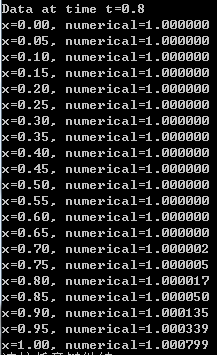 Data at time t=0.8
x=0.00, numerical=1.000000
x=0.05, numerical=1.000000
x=0.10, numerical=1.000000
x=0.15, numerical=1.000000
x=0.20, numerical=1.000000
x=0.25, numerical=1.000000
x=0.30, numerical=1.000000
x=0.35, numerical=1.000000
x=0.40, numerical=1.000000
x=0.45, numerical=1.000000
x=0.50, numerical=1.000000
x=0.55, numerical=1.000000
x=0.60, numerical=1.000000
x=0.65, numerical=1.000000
x=0.70, numerical=1.000002
x=0.75, numerical=1.000005
x=0.80, numerical=1.000017
x=0.85, numerical=1.000050
x=0.90, numerical=1.000135
x=0.95, numerical=1.000339
x=1.00, numerical=1.000799